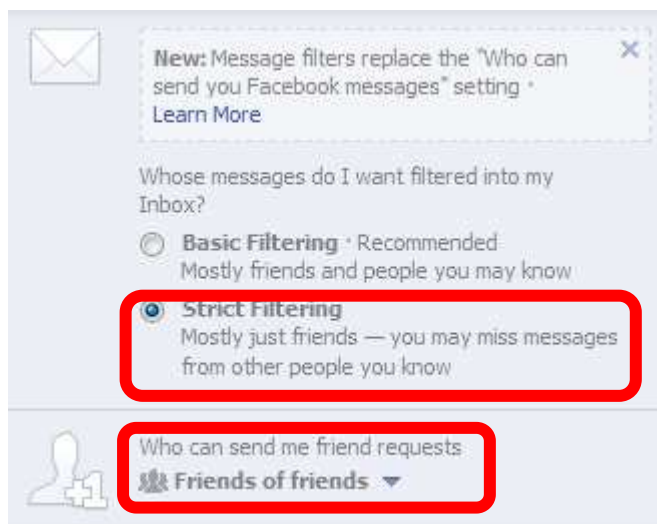 New: Message filters replace the "Who can
send you Facebook messages" setting ·
Learn More
Whose messages do I want filtered into my
Inbox?
Basic Filtering · Recommended
Mostly friends and people you may know
Strict Filtering
Mostly just friends — you may miss messages
from other people you know
Who can send me friend requests
+1
Friends of friends